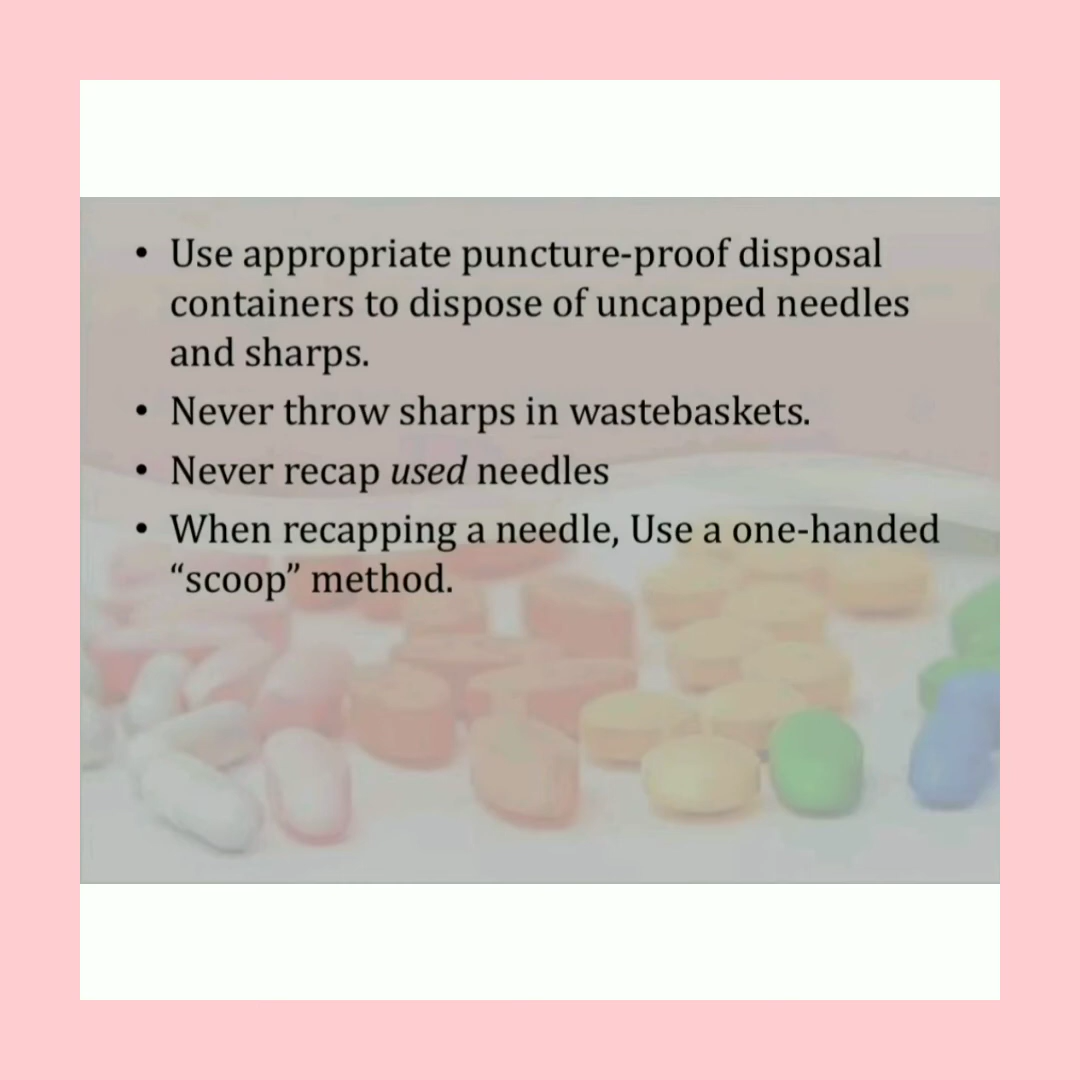 • Use appropriate puncture-proof disposal
containers to dispose of uncapped needles
and sharps.
• Never throw sharps in wastebaskets.
• Never recap used needles
• When recapping a needle, Use a one-handed
“scoop” method.